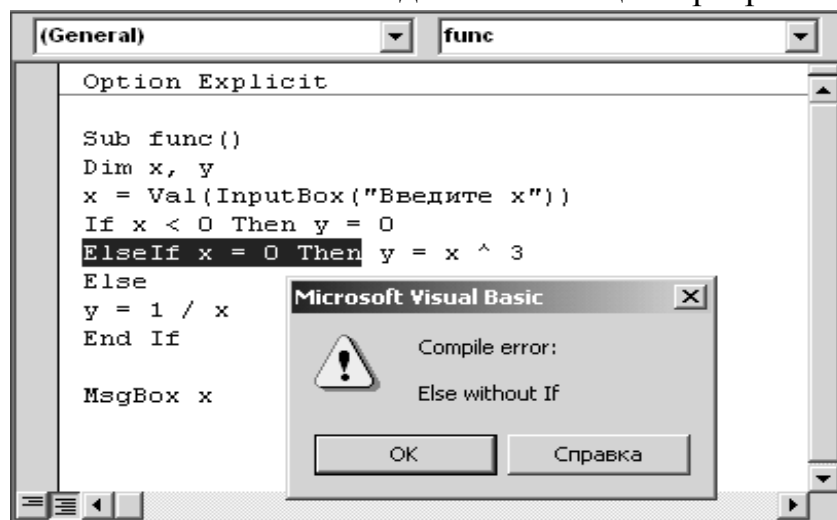 (General)
func
Option Explicit
Sub func()
Dim x, y
x = Val(InputBox("Введите x"))
If x < 0 Then y = 0
ElseIf x = 0 Then y = x ^ 3
Else
y = 1 / x
End If
MsgBox x
Microsoft Visual Basic
Compile error:
Else without If
OK
Справка